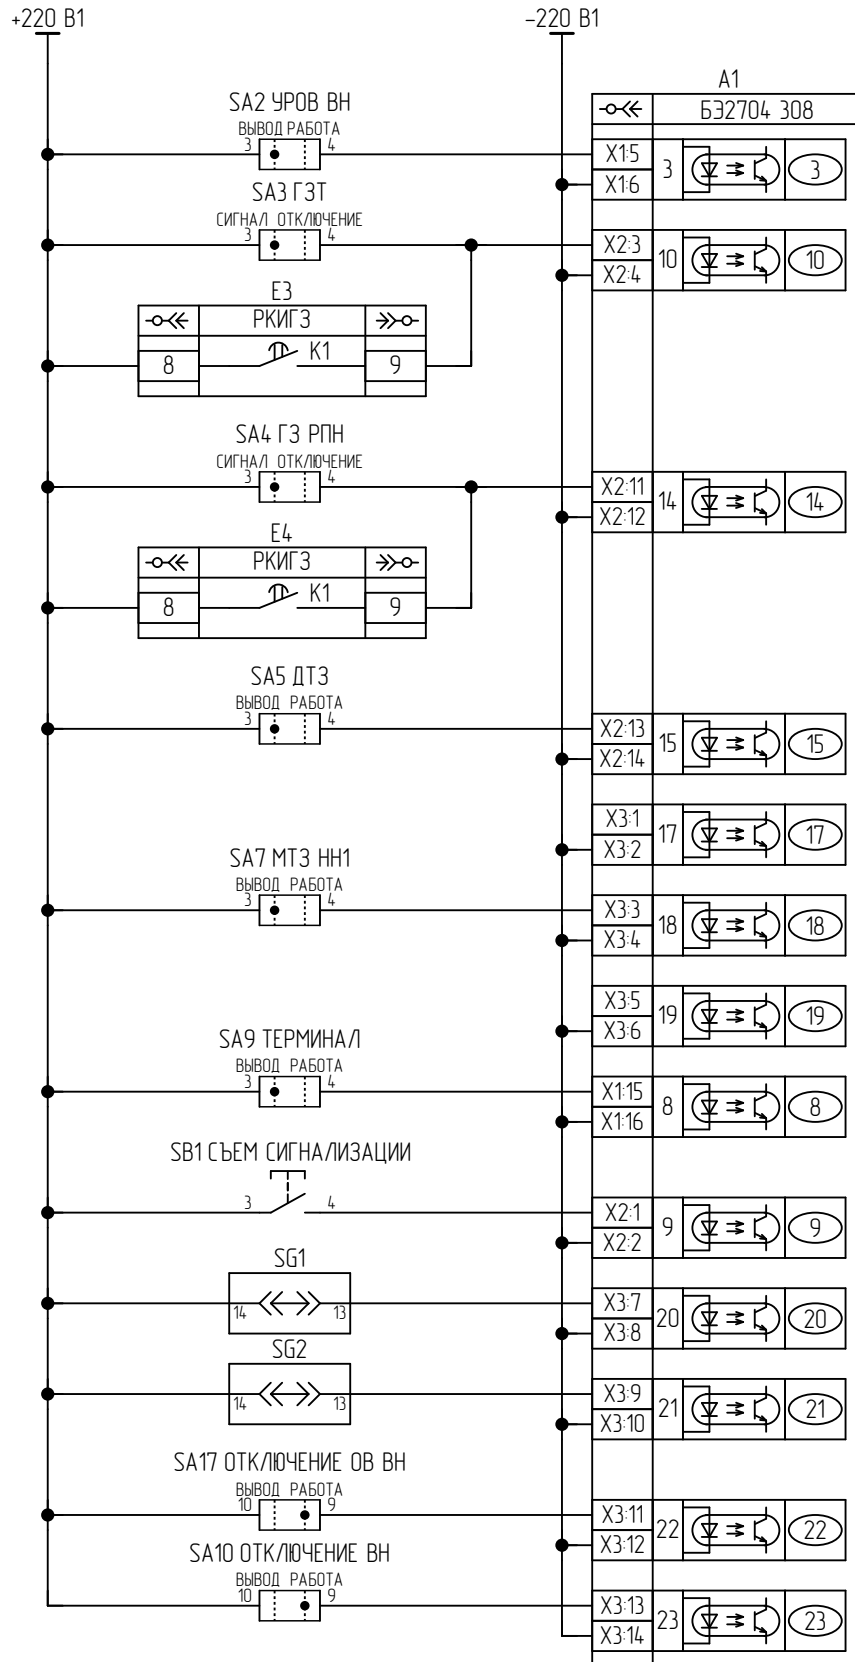 +220 В1
-220 В1
А1
БЭ2704 308
SA2 УРОВ ВН
ВЫВОД РАБОТА
3 4
X1:5
X1:6
3
3
SA3 ГЗТ
СИГНАЛ ОТКЛЮЧЕНИЕ
3 4
X2:3
X2:4
10
10
E3
РКИГЗ
8
K1
9
SA4 ГЗ РПН
СИГНАЛ ОТКЛЮЧЕНИЕ
3 4
X2:11
X2:12
14
14
E4
РКИГЗ
8
K1
9
SA5 ДТЗ
ВЫВОД РАБОТА
3 4
X2:13
X2:14
15
15
X3:1
X3:2
17
17
SA7 МТЗ НН1
ВЫВОД РАБОТА
3 4
X3:3
X3:4
18
18
X3:5
X3:6
19
19
SA9 ТЕРМИНАЛ
ВЫВОД РАБОТА
3 4
X1:15
X1:16
8
8
SB1 СЪЕМ СИГНАЛИЗАЦИИ
3 4
X2:1
X2:2
9
9
SG1
14 13
X3:7
X3:8
20
20
SG2
14 13
X3:9
X3:10
21
21
SA17 ОТКЛЮЧЕНИЕ ОВ ВН
ВЫВОД РАБОТА
10 9
X3:11
X3:12
22
22
SA10 ОТКЛЮЧЕНИЕ ВН
ВЫВОД РАБОТА
10 9
X3:13
X3:14
23
23